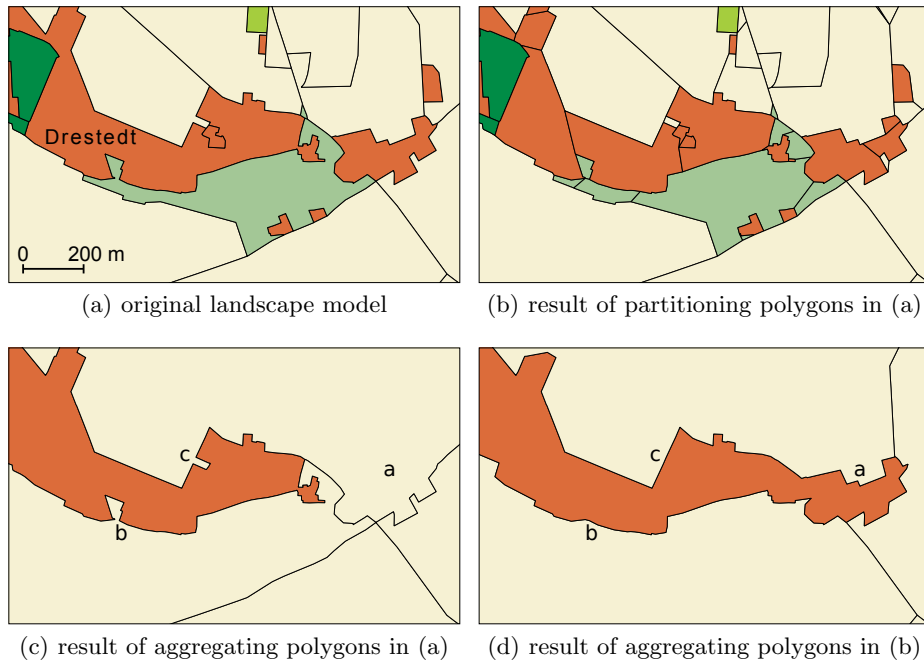 Drestedt
0 200 m
(a) original landscape model
(b) result of partitioning polygons in (a)
c
a
b
c
a
b
(c) result of aggregating polygons in (a)
(d) result of aggregating polygons in (b)